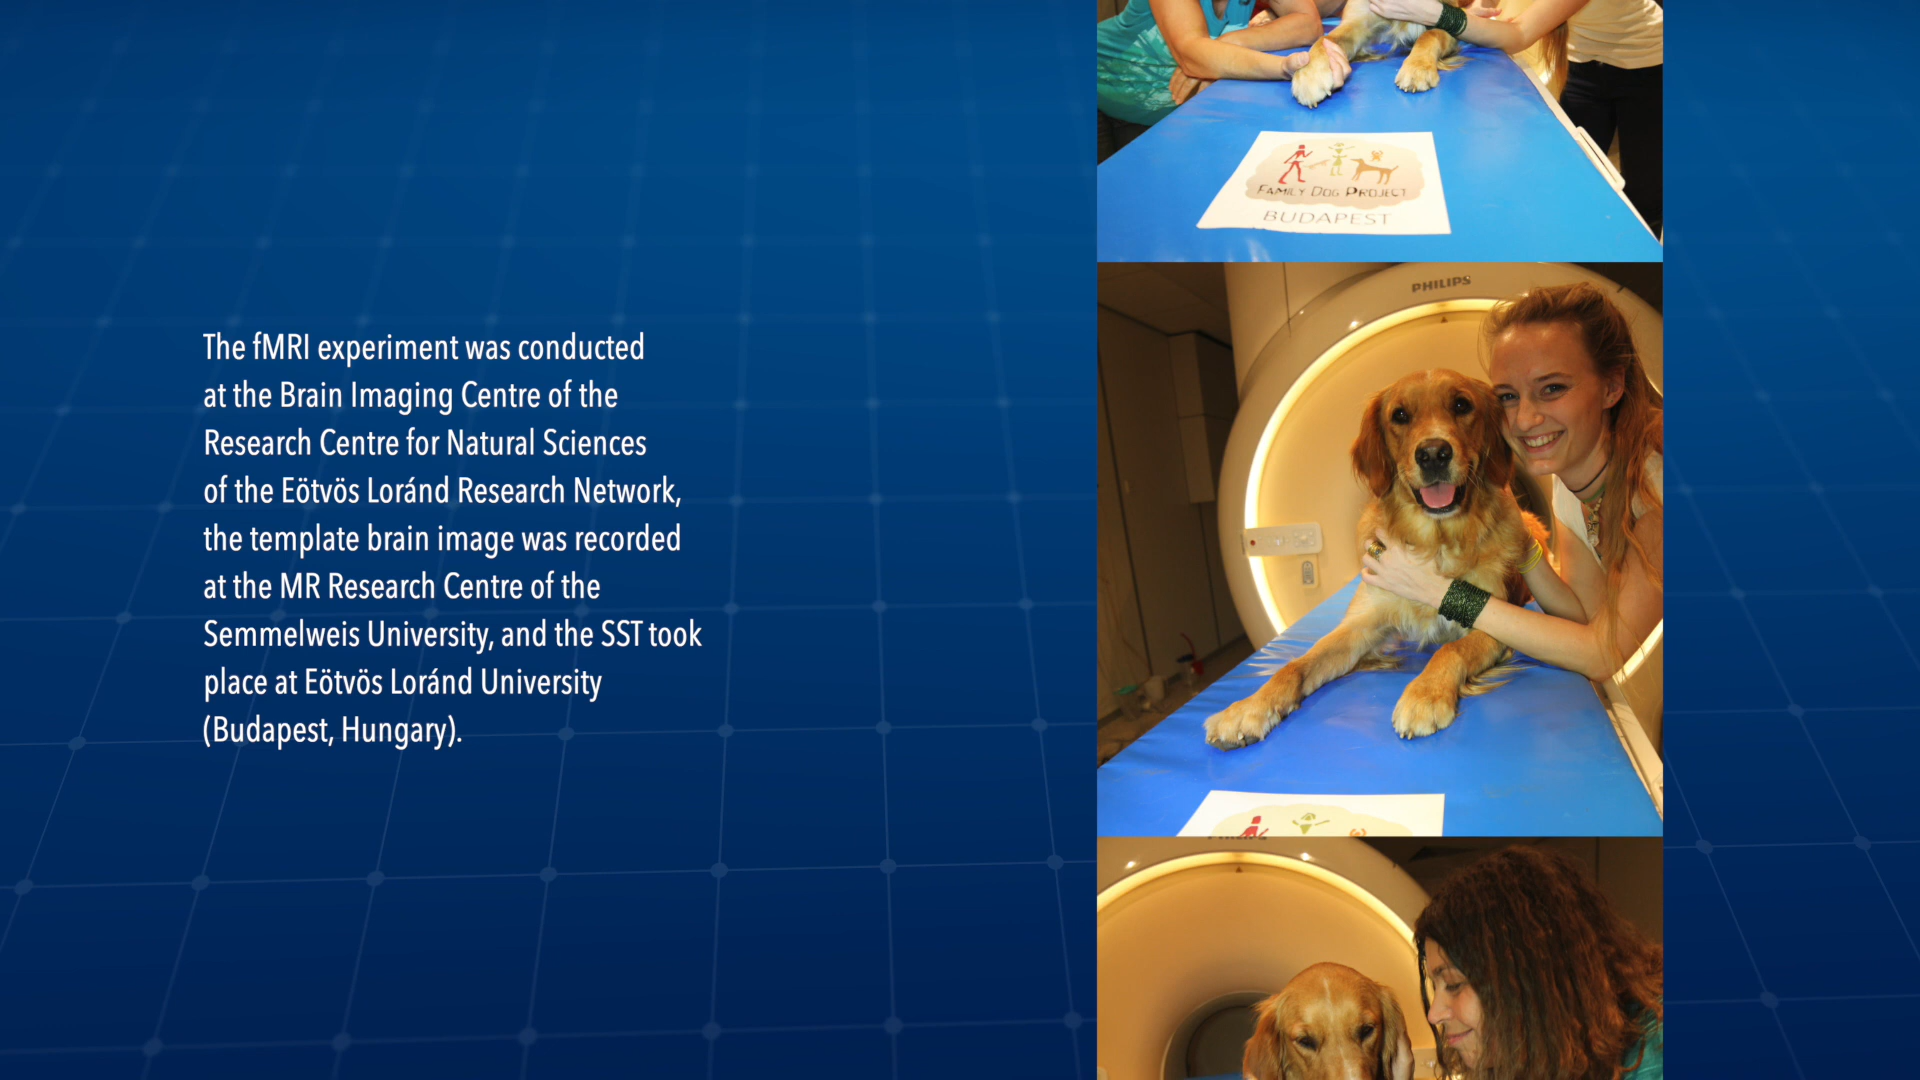 The fMRI experiment was conducted
at the Brain Imaging Centre of the
Research Centre for Natural Sciences
of the Eötvös Loránd Research Network,
the template brain image was recorded
at the MR Research Centre of the
Semmelweis University, and the SST took
place at Eötvös Loránd University
(Budapest, Hungary).
FAMILY DOG PROJECT
BUDAPEST
PHILIPS